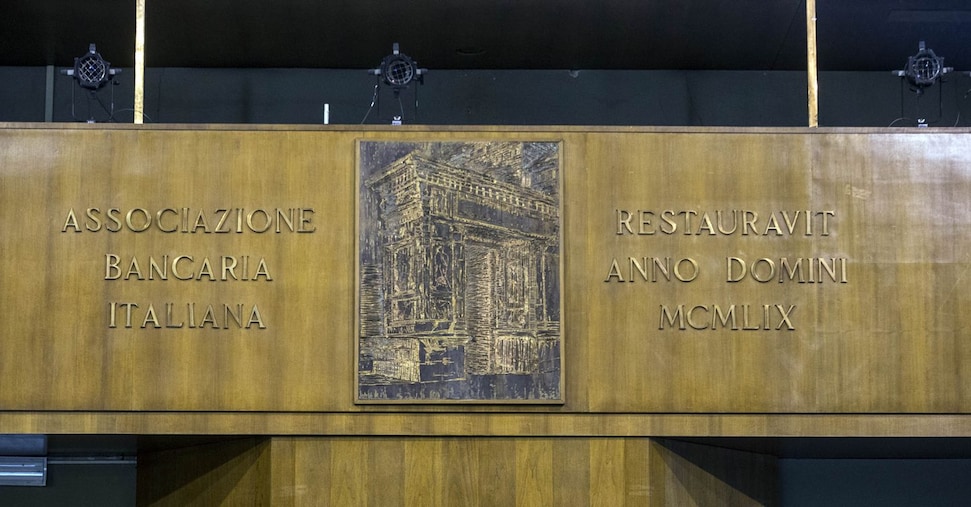 ASSOCIAZIONE
BANCARIA
ITALIANA
RESTAURAVIT
ANNO DOMINI
MCMLIX